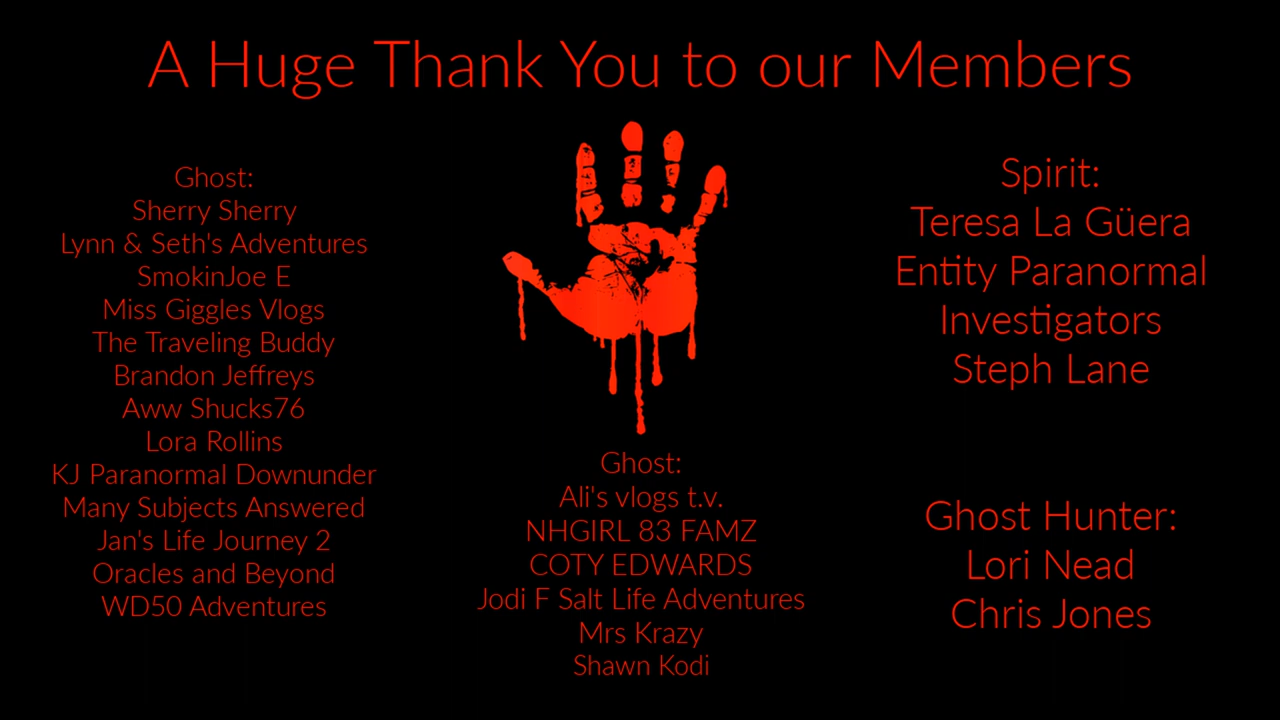 A Huge Thank You to our Members
Ghost:
Sherry Sherry
Lynn & Seth's Adventures
SmokinJoe E
Miss Giggles Vlogs
The Traveling Buddy
Brandon Jeffreys
Aww Shucks76
Lora Rollins
KJ Paranormal Downunder
Many Subjects Answered
Jan's Life Journey 2
Oracles and Beyond
WD50 Adventures
Ghost:
Ali's vlogs t.v.
NHGIRL 83 FAMZ
COTY EDWARDS
Jodi F Salt Life Adventures
Mrs Krazy
Shawn Kodi
Spirit:
Teresa La Güera
Entity Paranormal
Investigators
Steph Lane
Ghost Hunter:
Lori Nead
Chris Jones